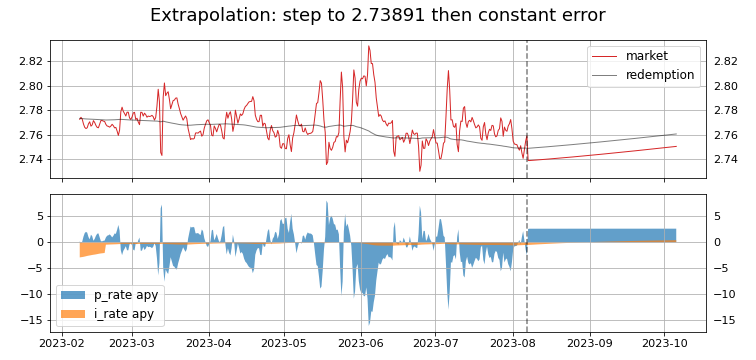 Extrapolation: step to 2.73891 then constant error
2.82 2.82
market
redemption
2.80 2.80
2.78 2.78
2.76 2.76
2.74 2.74
5 5
0 0
−5 −5
−10 −10
−15 −15
p_rate apy
i_rate apy
2023-02 2023-03 2023-04 2023-05 2023-06 2023-07 2023-08 2023-09 2023-10